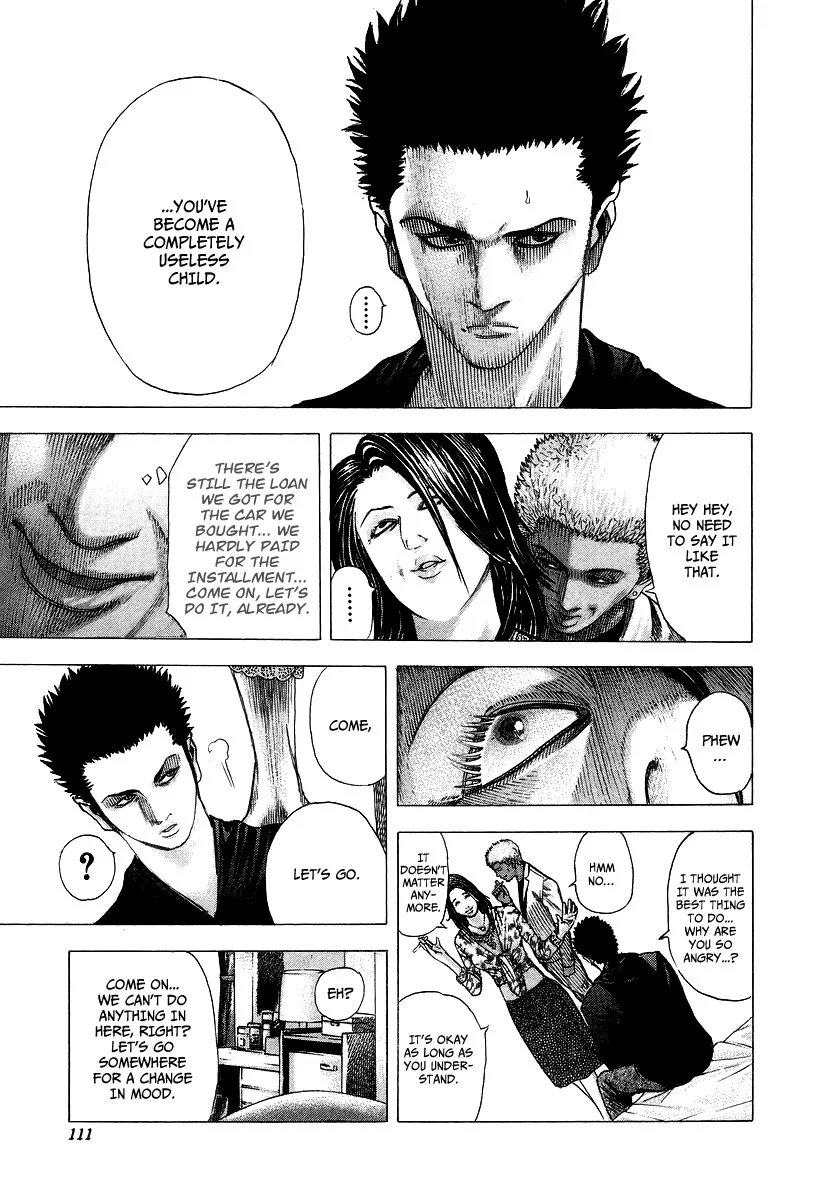 ...YOU'VE
BECOME A
COMPLETELY
USELESS
CHILD.
......
HEY HEY,
NO NEED
TO SAY IT
LIKE
THAT.
......
THERE'S
STILL THE LOAN
WE GOT FOR
THE CAR WE
BOUGHT... WE
HARDLY PAID
FOR THE
INSTALLMENT...
COME ON, LET'S
DO IT, ALREADY.
PHEW
...
COME,
LET'S GO.
?
I THOUGHT
IT WAS THE
BEST THING
TO DO...
WHY ARE
YOU SO
ANGRY...?
HMM
NO...
IT
DOESN'T
MATTER
ANY-
MORE.
IT'S OKAY
AS LONG AS
YOU UNDER-
STAND.
EH?
COME ON...
WE CAN'T DO
ANYTHING IN
HERE, RIGHT?
LET'S GO
SOMEWHERE
FOR A CHANGE
IN MOOD.
111